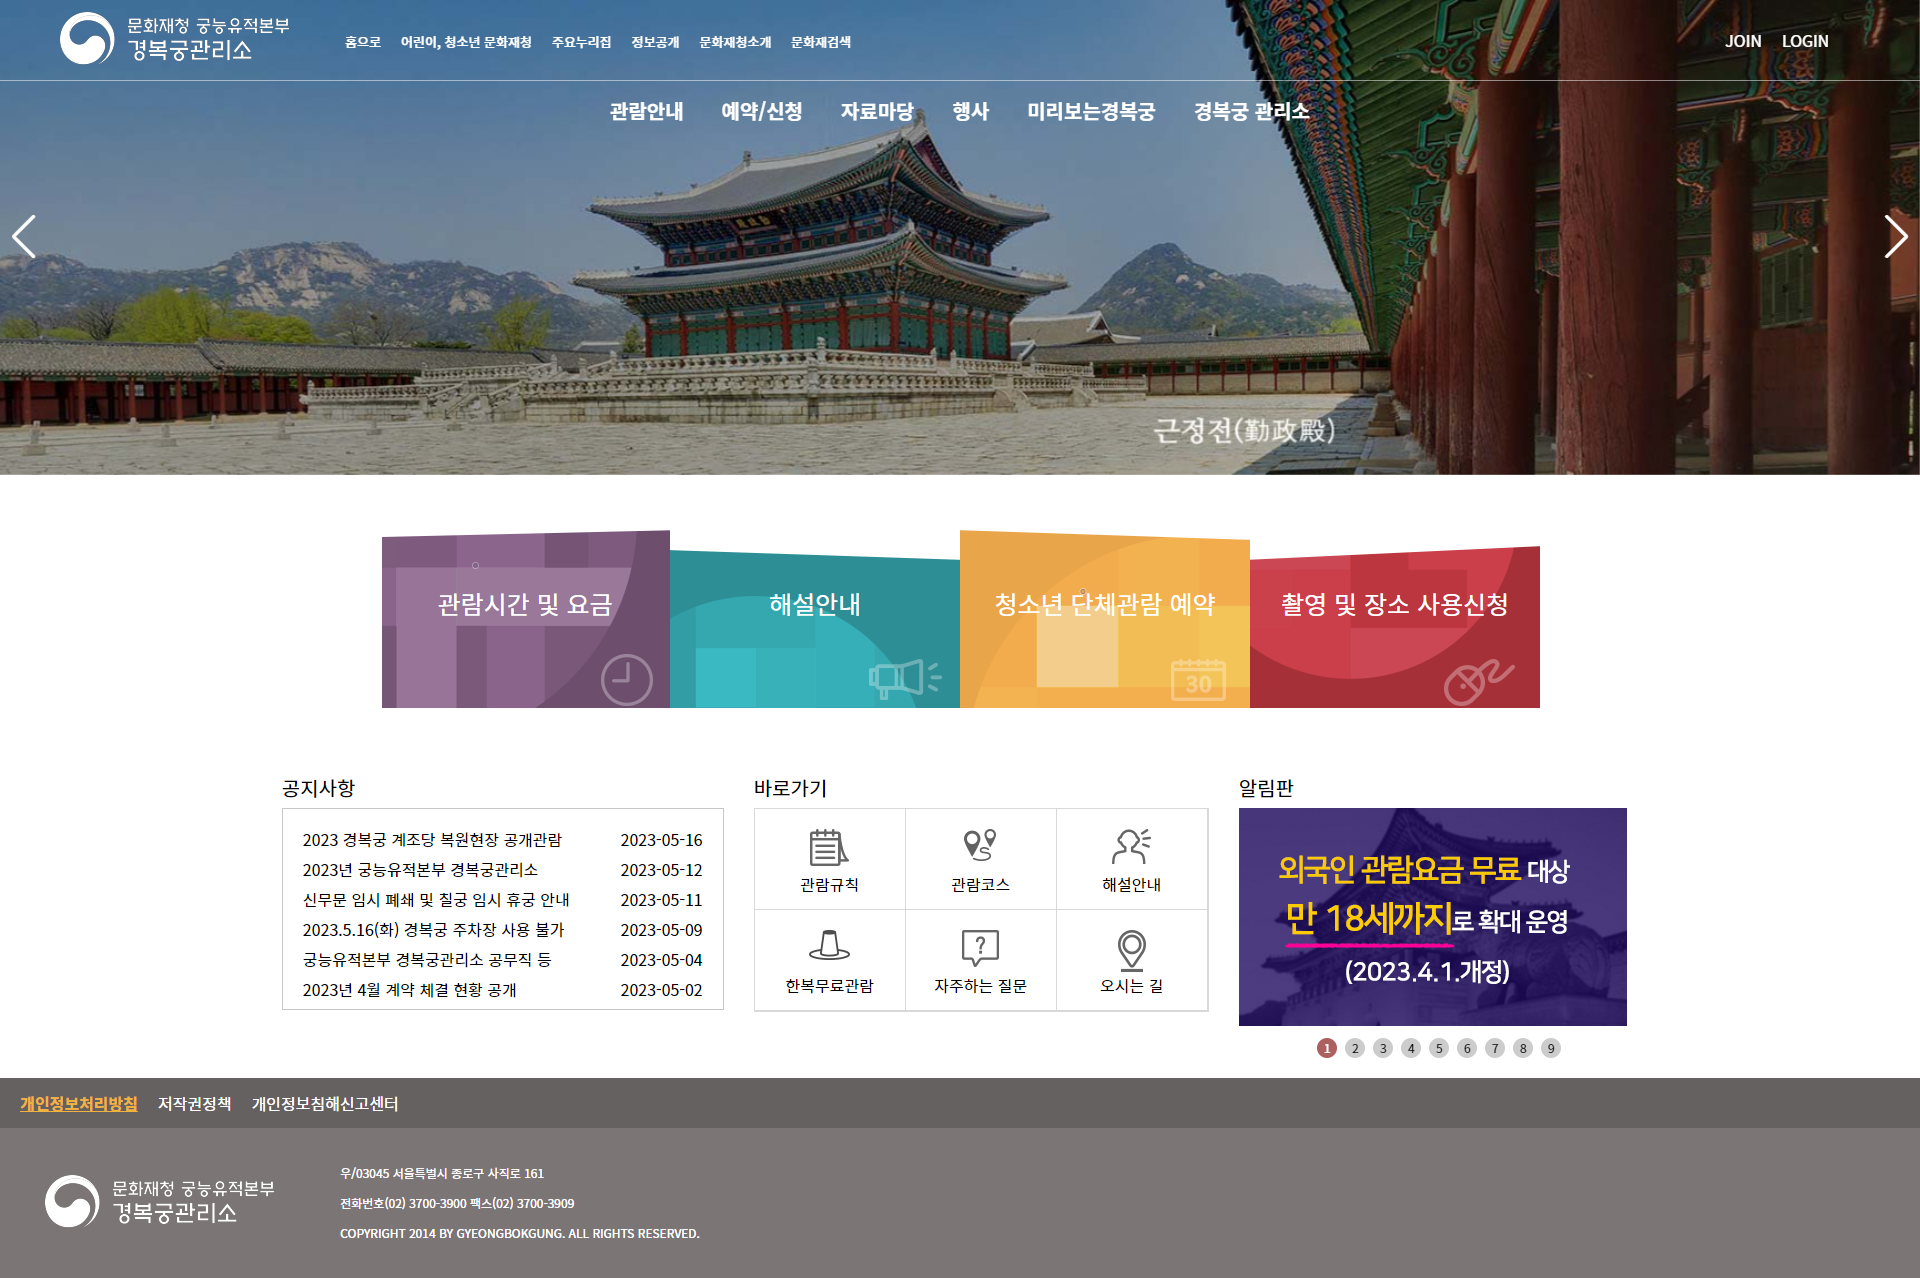 문화재청 궁능유적본부
경복궁관리소
홈으로 어린이, 청소년 문화재청 주요누리집 정보공개 문화재청소개 문화재검색
JOIN LOGIN
관람안내 예약/신청 자료마당 행사 미리보는경복궁 경복궁 관리소
근정전(勤政殿)
관람시간 및 요금
해설안내
청소년 단체관람 예약
30
촬영 및 장소 사용신청
공지사항
2023 경복궁 계조당 복원현장 공개관람 2023-05-16
2023년 궁능유적본부 경복궁관리소 2023-05-12
신무문 임시 폐쇄 및 칠궁 임시 휴궁 안내 2023-05-11
2023.5.16(화) 경복궁 주차장 사용 불가 2023-05-09
궁능유적본부 경복궁관리소 공무직 등 2023-05-04
2023년 4월 계약 체결 현황 공개 2023-05-02
바로가기
관람규칙 관람코스 해설안내
한복무료관람 자주하는 질문 오시는 길
알림판
외국인 관람요금 무료 대상
만 18세까지로 확대 운영
(2023.4.1.개정)
1 2 3 4 5 6 7 8 9
개인정보처리방침 저작권정책 개인정보침해신고센터
문화재청 궁능유적본부
경복궁관리소
우/03045 서울특별시 종로구 사직로 161
전화번호(02) 3700-3900 팩스(02) 3700-3909
COPYRIGHT 2014 BY GYEONGBOKGUNG. ALL RIGHTS RESERVED.